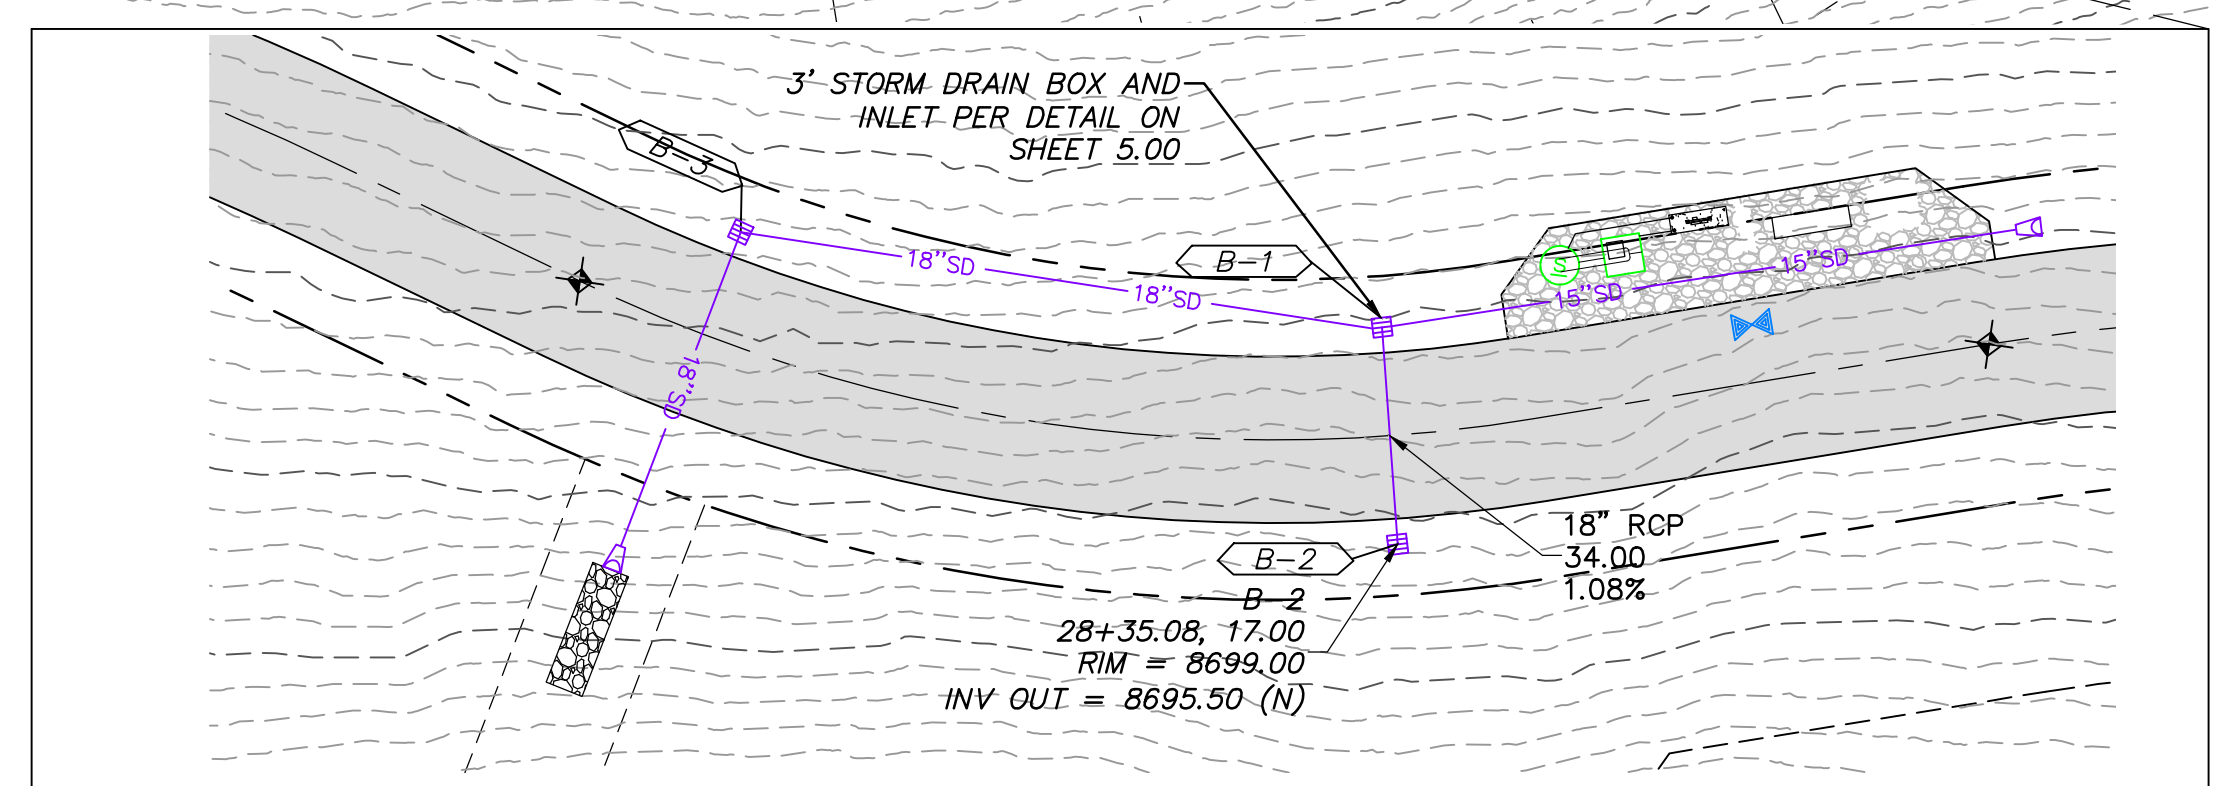 3' STORM DRAIN BOX AND
INLET PER DETAIL ON
SHEET 5.00
B-3
18"SD
18"SD
B-1
S
15"SD
15"SD
18"SD
18" RCP
34.00
1.08%
B-2
B-2
28+35.08, 17.00
RIM = 8699.00
INV OUT = 8695.50 (N)